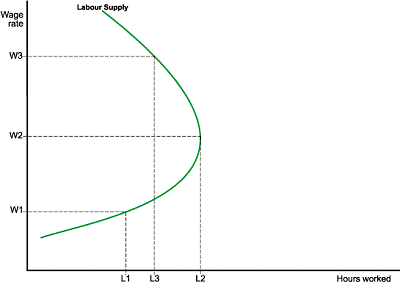 Labour Supply
Wage
rate
W3
W2
W1
L1 L3 L2 Hours worked